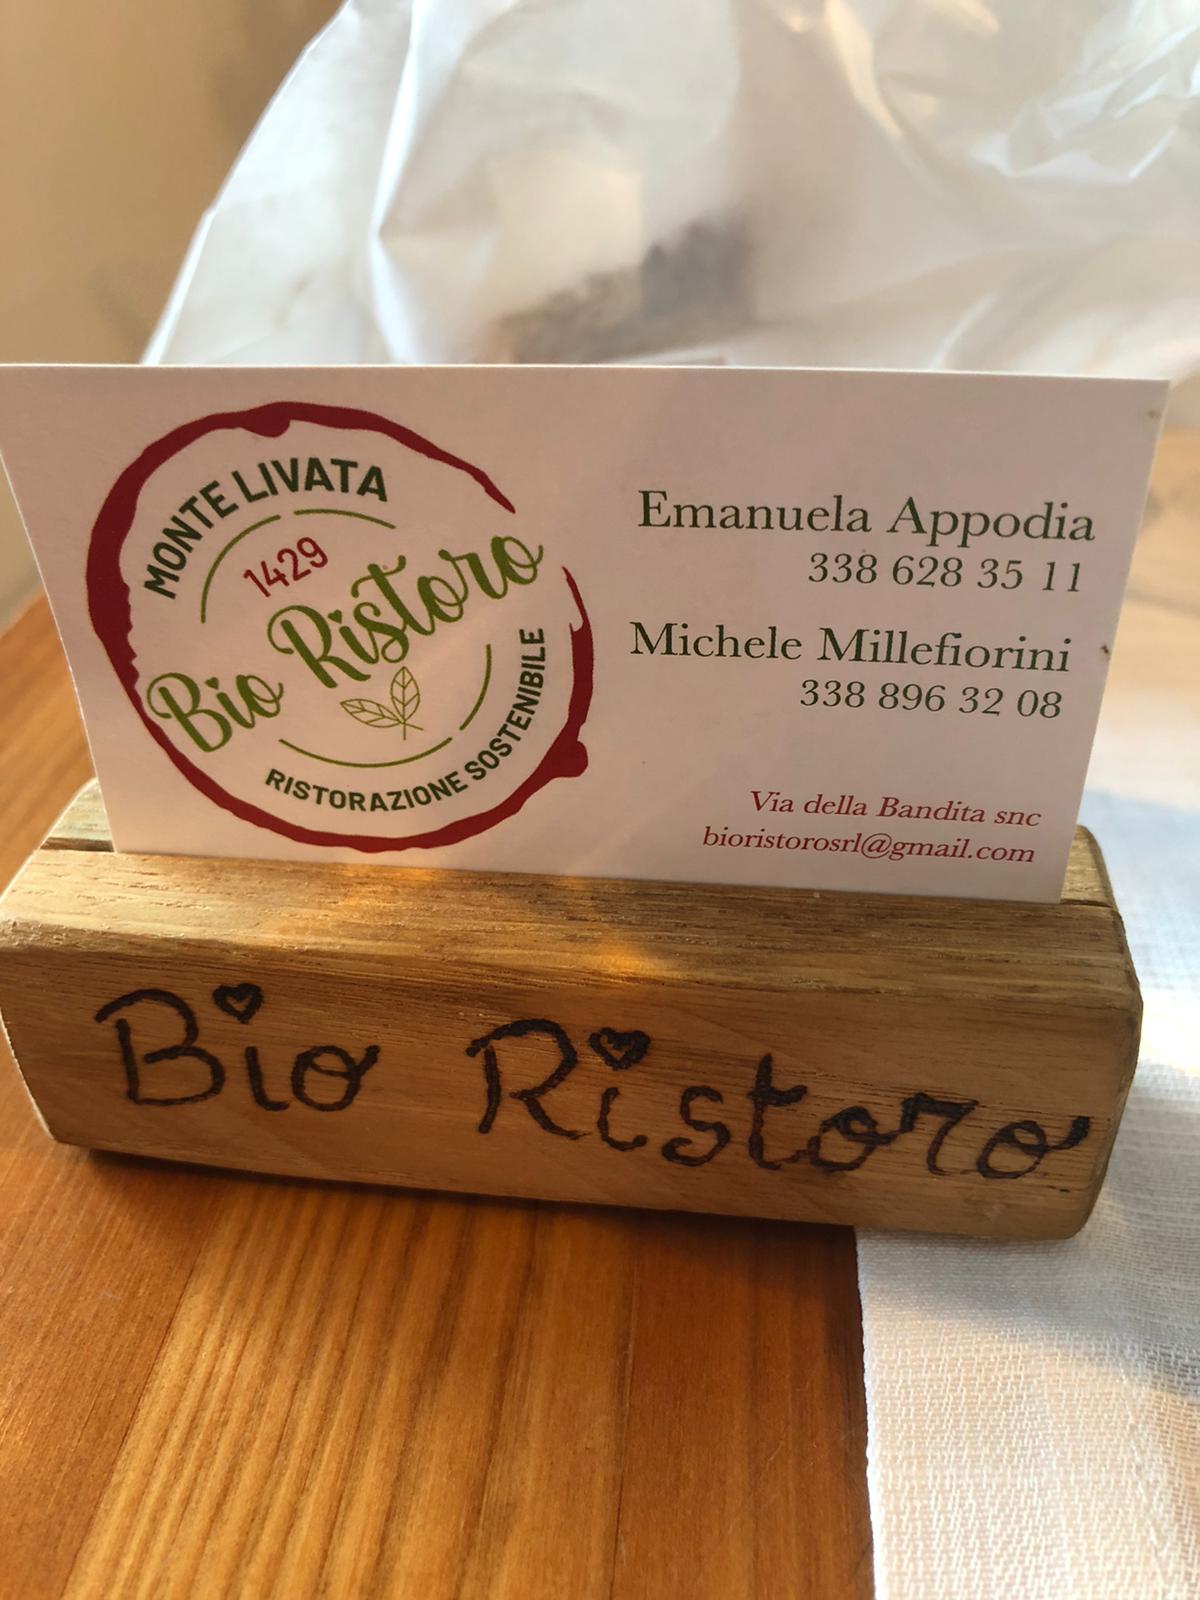 MONTE LIVATA
1429
Bio Ristoro
RISTORAZIONE SOSTENIBILE
Emanuela Appodia
338 628 35 11
Michele Millefiorini
338 896 32 08
Via della Bandita snc
bioristorosrl@gmail.com
Bio Ristoro